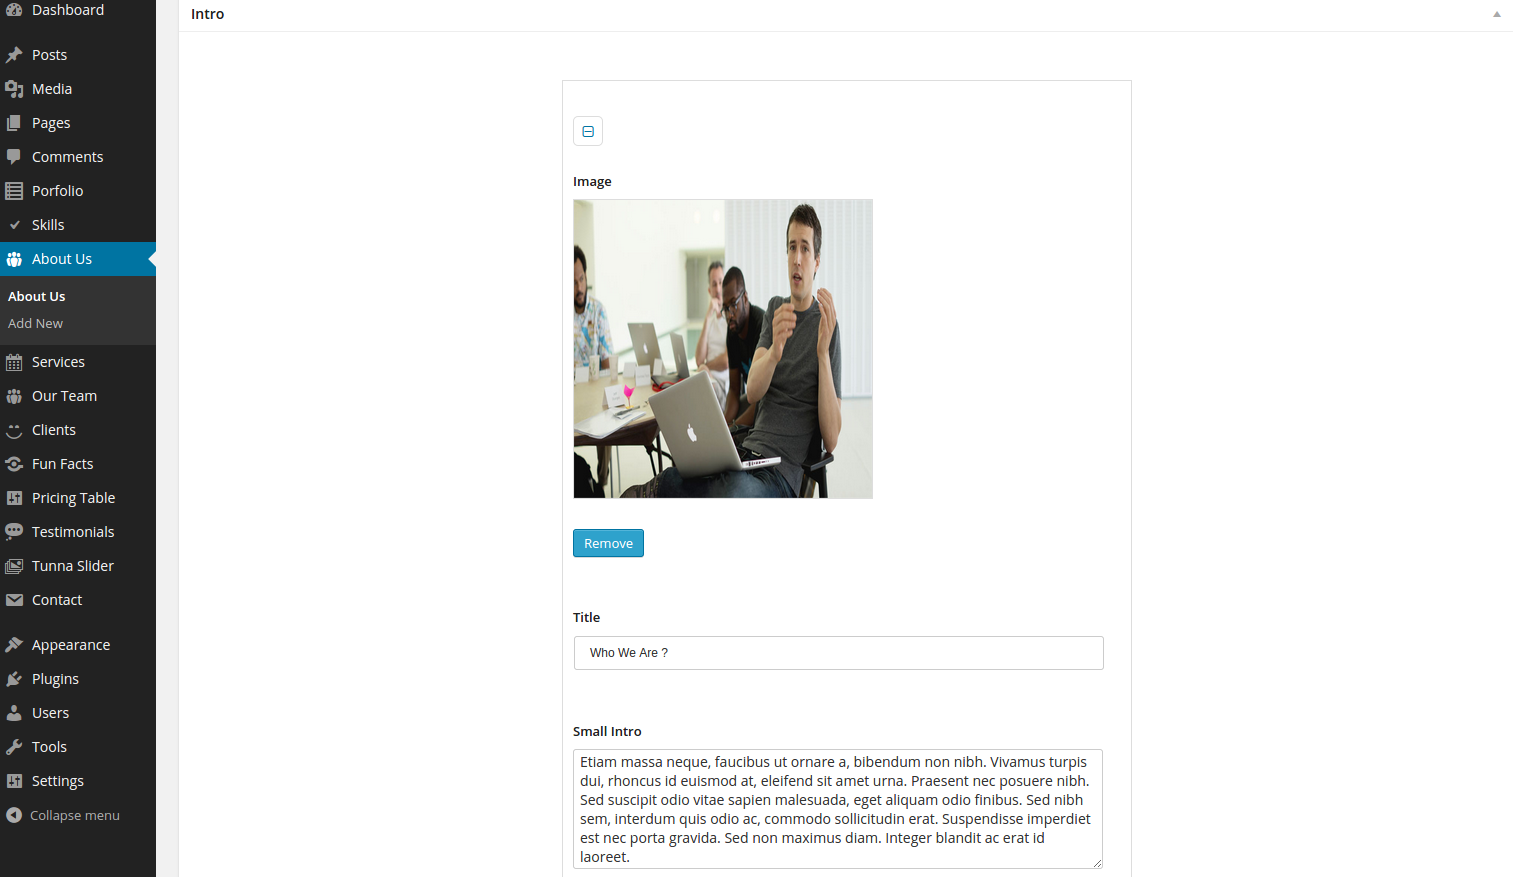 Dashboard
Posts
Media
Pages
Comments
Porfolio
Skills
About Us
About Us
Add New
Services
Our Team
Clients
Fun Facts
Pricing Table
Testimonials
Tunna Slider
Contact
Appearance
Plugins
Users
Tools
Settings
Collapse menu
Intro
Image
Remove
Title
Who We Are ?
Small Intro
Etiam massa neque, faucibus ut ornare a, bibendum non nibh. Vivamus turpis
dui, rhoncus id euismod at, eleifend sit amet urna. Praesent nec posuere nibh.
Sed suscipit odio vitae sapien malesuada, eget aliquam odio finibus. Sed nibh
sem, interdum quis odio ac, commodo sollicitudin erat. Suspendisse imperdiet
est nec porta gravida. Sed non maximus diam. Integer blandit ac erat id
laoreet.